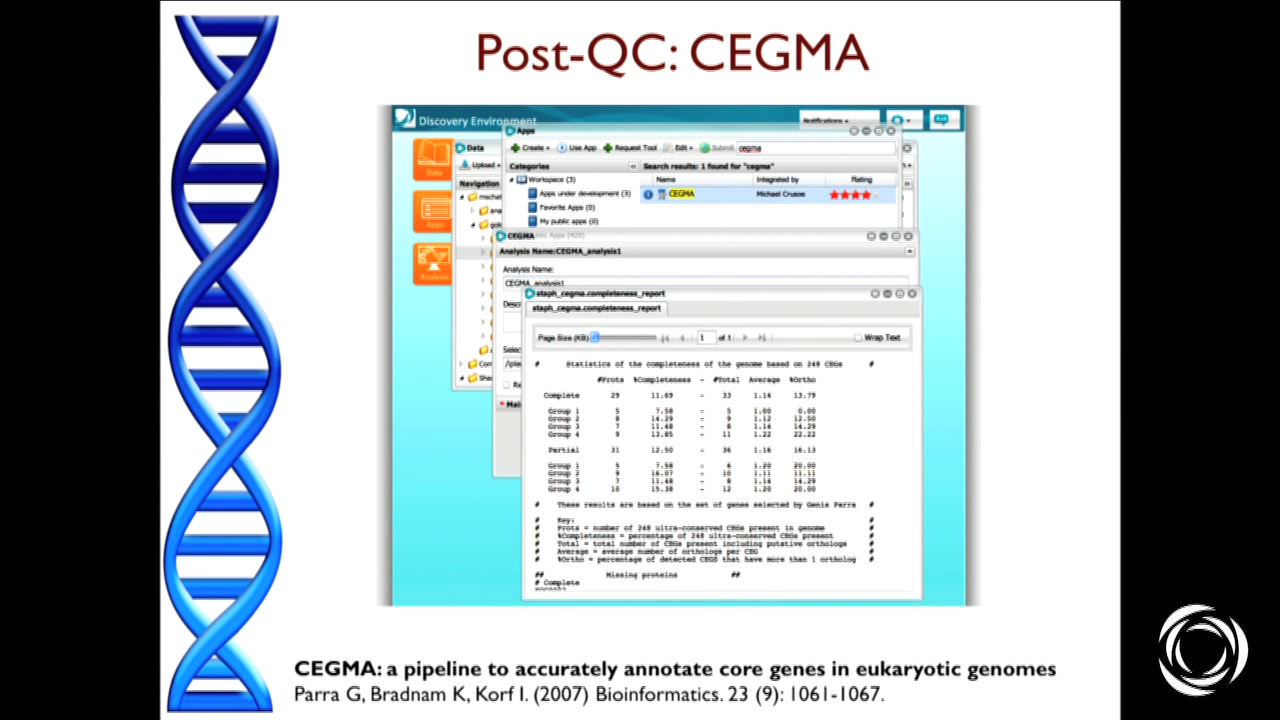 Post-QC: CEGMA
Discovery Environment
Notifications
Apps
Data
Create
Use App
Request Tool
Edit
Submit
cegma
Data
Upload
Categories
Search results: 1 found for "cegma"
Navigation
Workspace (3)
Name Integrated by Rating
Apps under development (3)
CEGMA Michael Crusoe
Favorite Apps (0)
My public apps (0)
Apps
CEGMA
Analysis Name:CEGMA_analysis1
Analysis Name:
CEGMA_analysis1
Analyses
staph_cegma.completeness_report
staph_cegma.completeness_report
Page Size (KB) 1 of 1 Wrap Text
# Statistics of the completeness of the genome based on 248 CEGs #
#Prots %Completeness - #Total Average %Ortho
Complete 29 11.69 - 33 1.14 13.79
Group 1 5 7.58 - 5 1.00 0.00
Group 2 8 14.29 - 9 1.12 12.50
Group 3 7 11.48 - 8 1.14 14.29
Group 4 9 13.85 - 11 1.22 22.22
Partial 31 12.50 - 36 1.16 16.13
Group 1 5 7.58 - 6 1.20 20.00
Group 2 9 16.07 - 10 1.11 11.11
Group 3 7 11.48 - 8 1.14 14.29
Group 4 10 15.38 - 12 1.20 20.00
# These results are based on the set of genes selected by Genis Parra #
# Key: #
# Prots = number of 248 ultra-conserved CEGs present in genome #
# %Completeness = percentage of 248 ultra-conserved CEGs present #
# Total = total number of CEGs present including putative orthologs #
# Average = average number of orthologs per CEG #
# %Ortho = percentage of detected CEGS that have more than 1 ortholog #
## Missing proteins ##
# Complete
CEGMA: a pipeline to accurately annotate core genes in eukaryotic genomes
Parra G, Bradnam K, Korf I. (2007) Bioinformatics. 23 (9): 1061-1067.